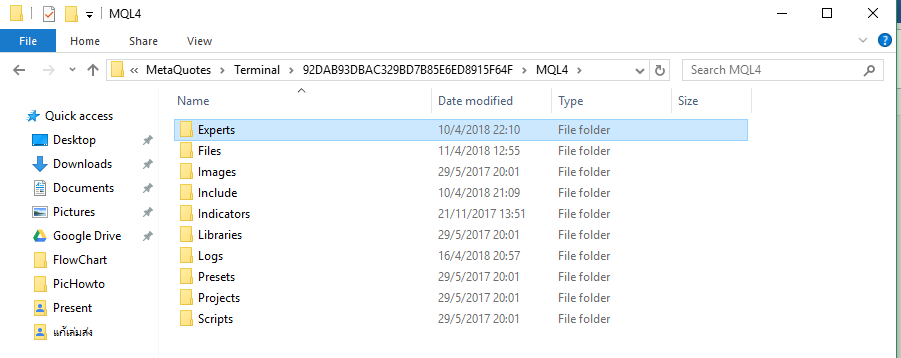 MQL4
File Home Share View
« MetaQuotes › Terminal › 92DAB93DBAC329BD7B85E6ED8915F64F › MQL4 › Search MQL4
Name Date modified Type Size
Quick access
Desktop
Downloads
Documents
Pictures
Google Drive
FlowChart
PicHowto
Present
แก้เล่มส่ง
Experts 10/4/2018 22:10 File folder
Files 11/4/2018 12:55 File folder
Images 29/5/2017 20:01 File folder
Include 10/4/2018 21:09 File folder
Indicators 21/11/2017 13:51 File folder
Libraries 29/5/2017 20:01 File folder
Logs 16/4/2018 20:57 File folder
Presets 29/5/2017 20:01 File folder
Projects 29/5/2017 20:01 File folder
Scripts 29/5/2017 20:01 File folder